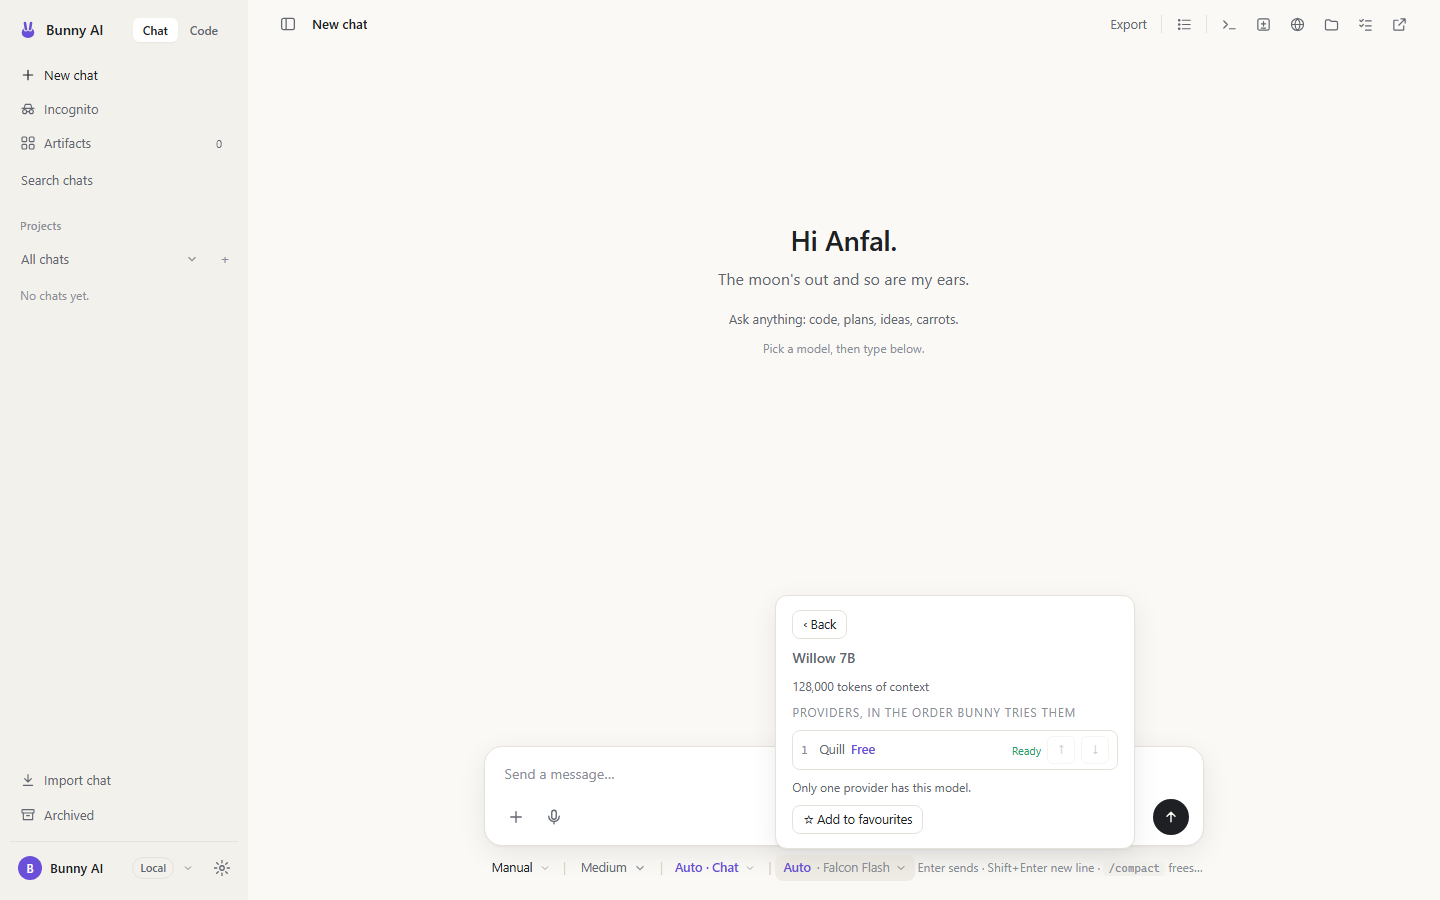 Bunny AI
Chat
Code
New chat
Incognito
Artifacts
0
Search chats
Projects
All chats
+
No chats yet.
Import chat
Archived
B
Bunny AI
Local
New chat
Export
Hi Anfal.
The moon's out and so are my ears.
Ask anything: code, plans, ideas, carrots.
Pick a model, then type below.
‹ Back
Willow 7B
128,000 tokens of context
PROVIDERS, IN THE ORDER BUNNY TRIES THEM
1 Quill Free Ready ↑ ↓
Only one provider has this model.
☆ Add to favourites
Send a message...
Manual | Medium | Auto · Chat | Auto · Falcon Flash Enter sends · Shift+Enter new line · /compact frees...